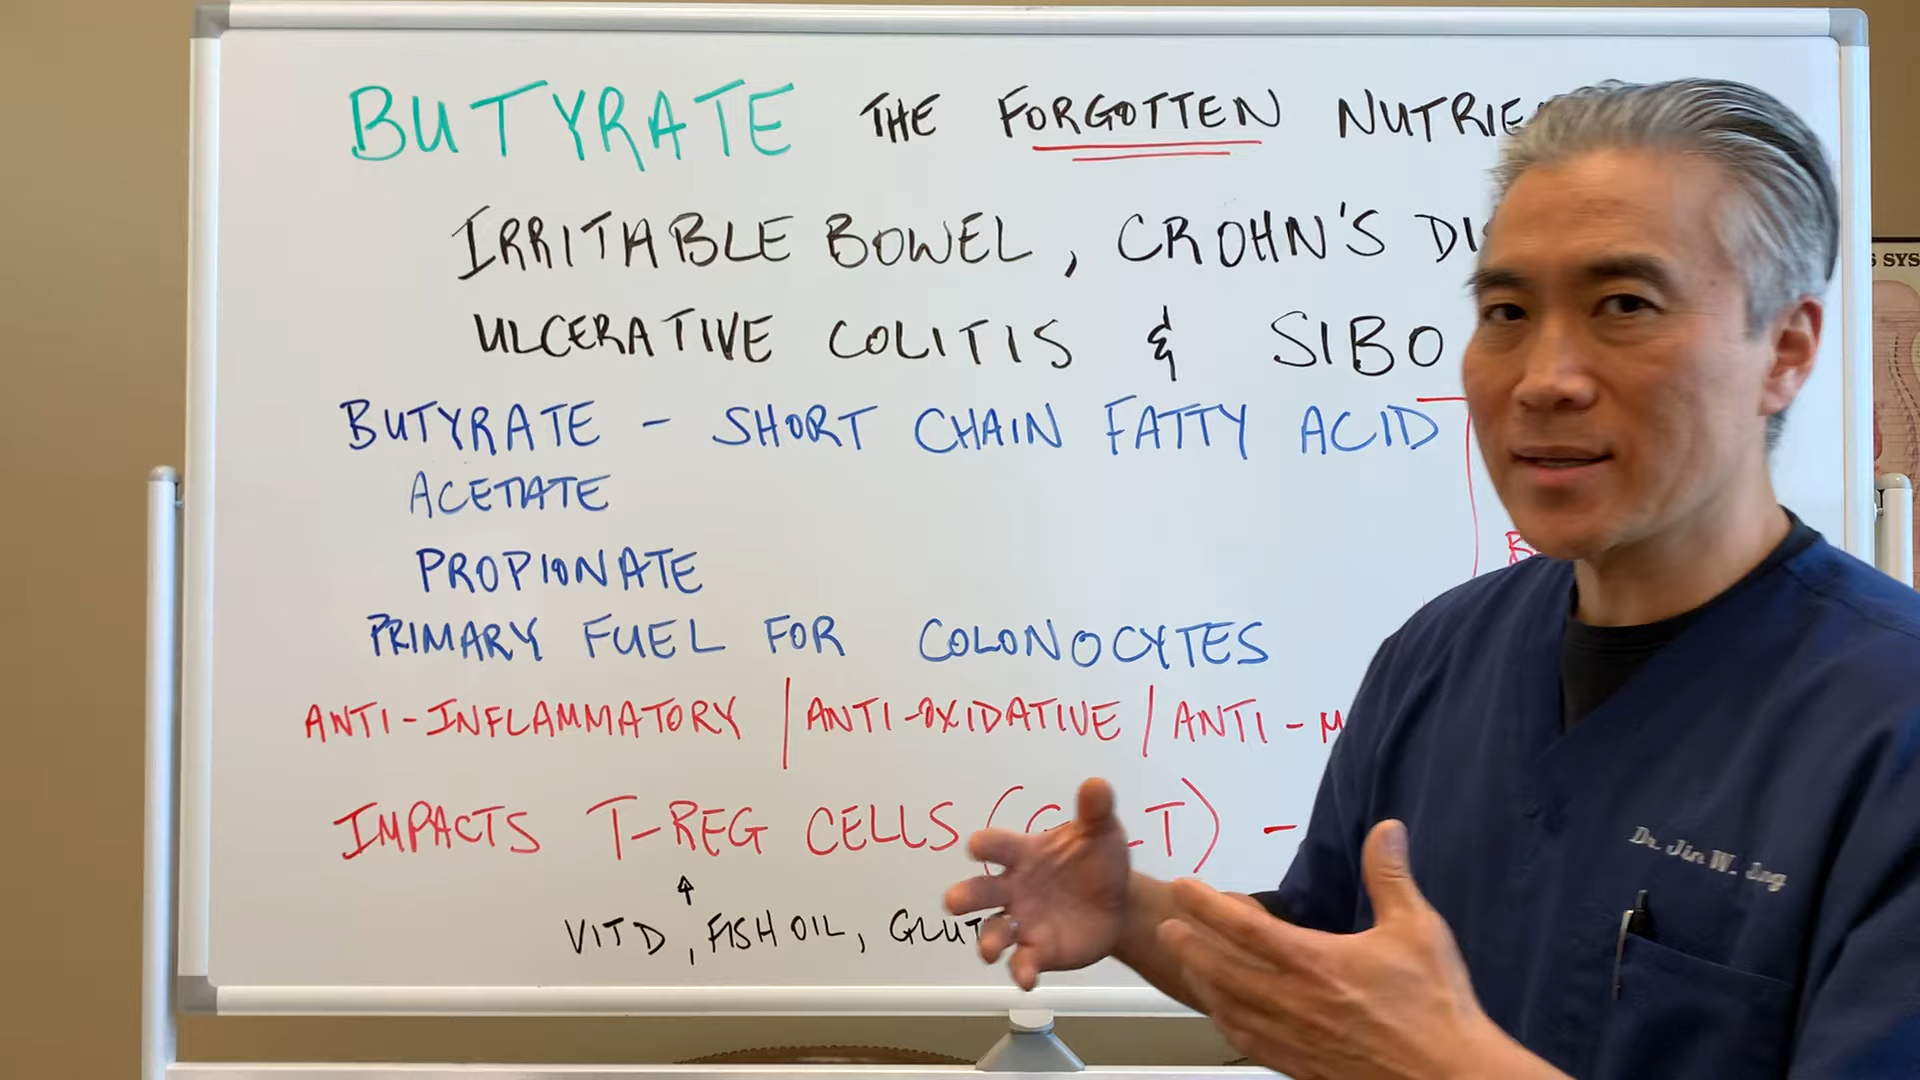 BUTYRATE THE FORGOTTEN
IRRITABLE BOWEL, CROHN'S
ULCERATIVE COLITIS & SIBO
BUTYRATE - SHORT CHAIN FATTY ACID
ACETATE
PROPIONATE
PRIMARY FUEL FOR COLONOCYTES
ANTI-INFLAMMATORY / ANTI-OXIDATIVE / ANTI-
IMPACTS T-REG CELLS
VIT D, FISH OIL,
Dr. Jin W.